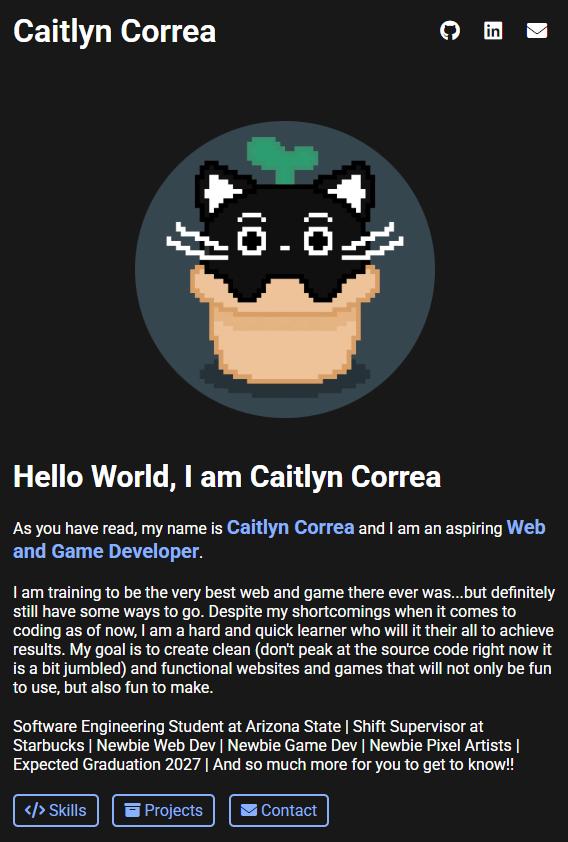 Caitlyn Correa
Hello World, I am Caitlyn Correa
As you have read, my name is Caitlyn Correa and I am an aspiring Web
and Game Developer.
I am training to be the very best web and game there ever was...but definitely
still have some ways to go. Despite my shortcomings when it comes to
coding as of now, I am a hard and quick learner who will it their all to achieve
results. My goal is to create clean (don't peak at the source code right now it
is a bit jumbled) and functional websites and games that will not only be fun
to use, but also fun to make.
Software Engineering Student at Arizona State | Shift Supervisor at
Starbucks | Newbie Web Dev | Newbie Game Dev | Newbie Pixel Artists |
Expected Graduation 2027 | And so much more for you to get to know!!
Skills Projects Contact